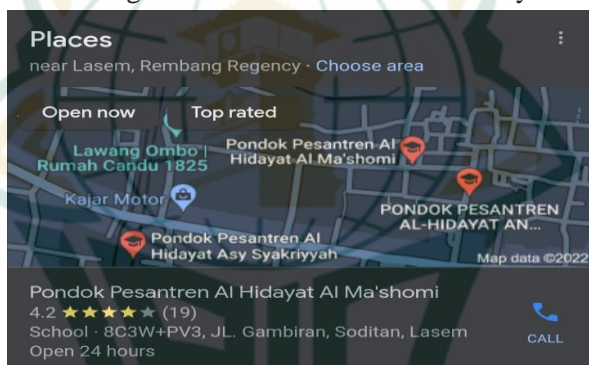 Places
near Lasem, Rembang Regency · Choose area
Open now
Top rated
Lawang Ombo |
Rumah Candu 1825
Pondok Pesantren Al
Hidayat Al Ma'shomi
Kajar Motor
PONDOK PESANTREN
AL-HIDAYAT AN...
Pondok Pesantren Al
Hidayat Asy Syakriyyah
Map data ©2022
Pondok Pesantren Al Hidayat Al Ma'shomi
4.2 ★★★★★ (19)
School · 8C3W+PV3, JL. Gambiran, Soditan, Lasem
Open 24 hours
CALL